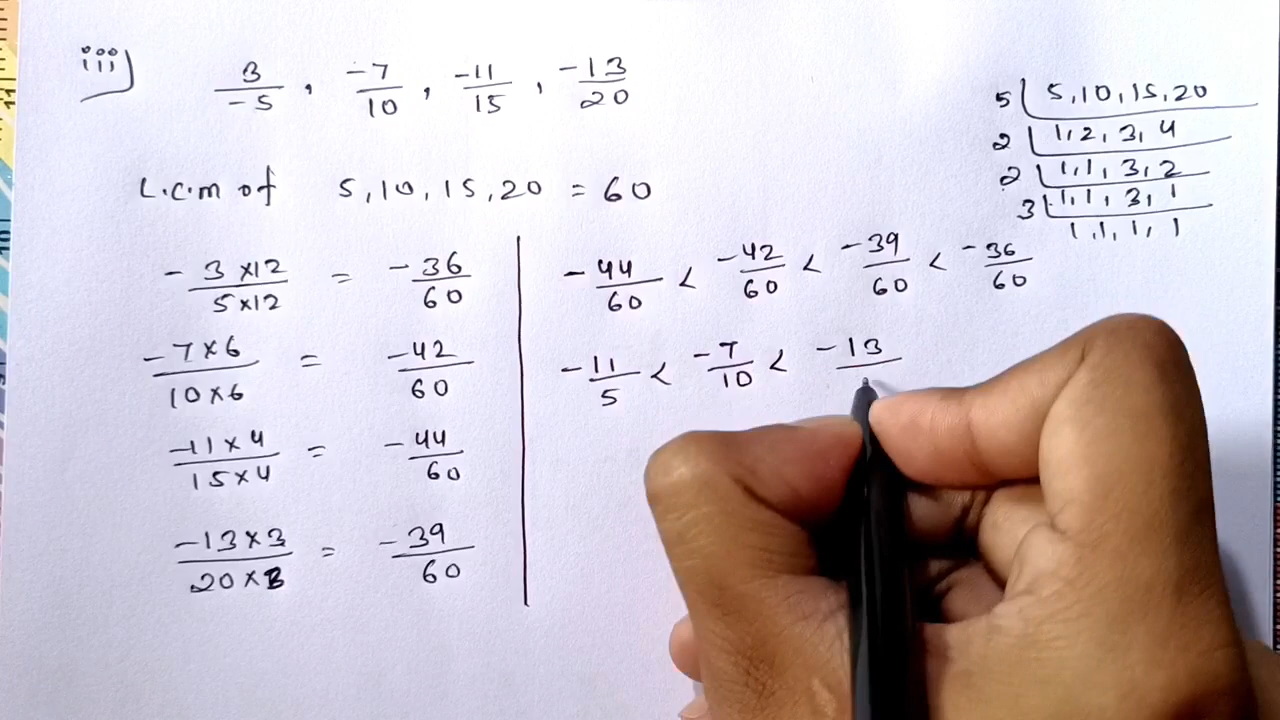 iii) 3/-5 , -7/10 , -11/15 , -13/20
L.C.M of 5,10,15,20 = 60
5 | 5,10,15,20
2 | 1,2,3,4
2 | 1,1,3,2
3 | 1,1,3,1
1,1,1,1
- 3×12/5×12 = -36/60
-7×6/10×6 = -42/60
-11×4/15×4 = -44/60
-13×3/20×3 = -39/60
-44/60 < -42/60 < -39/60 < -36/60
-11/5 < -7/10 < -13/